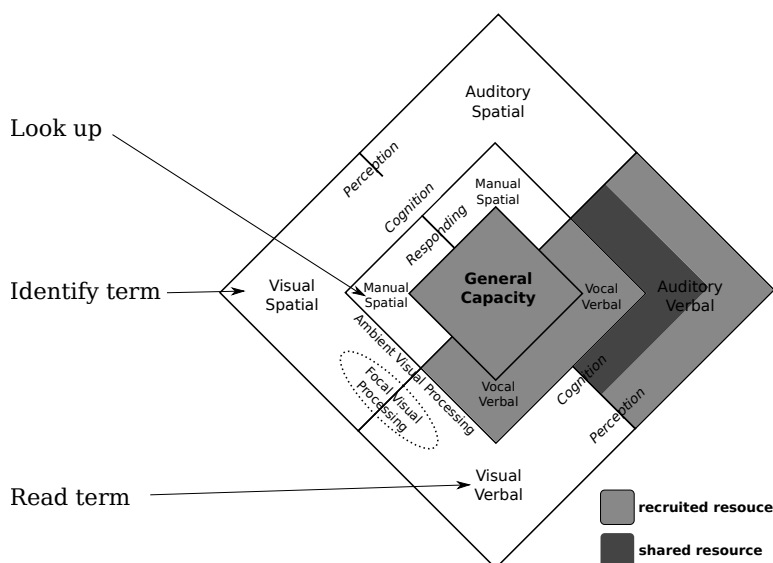 Auditory
Spatial
Look up
Perception
Cognition
Manual
Spatial
Responding
General
Capacity
Identify term
Visual
Spatial
Manual
Spatial
Vocal
Verbal
Auditory
Verbal
Ambient Visual Processing
Focal Visual
Processing
Vocal
Verbal
Cognition
Perception
Read term
Visual
Verbal
recruited resouce
shared resource